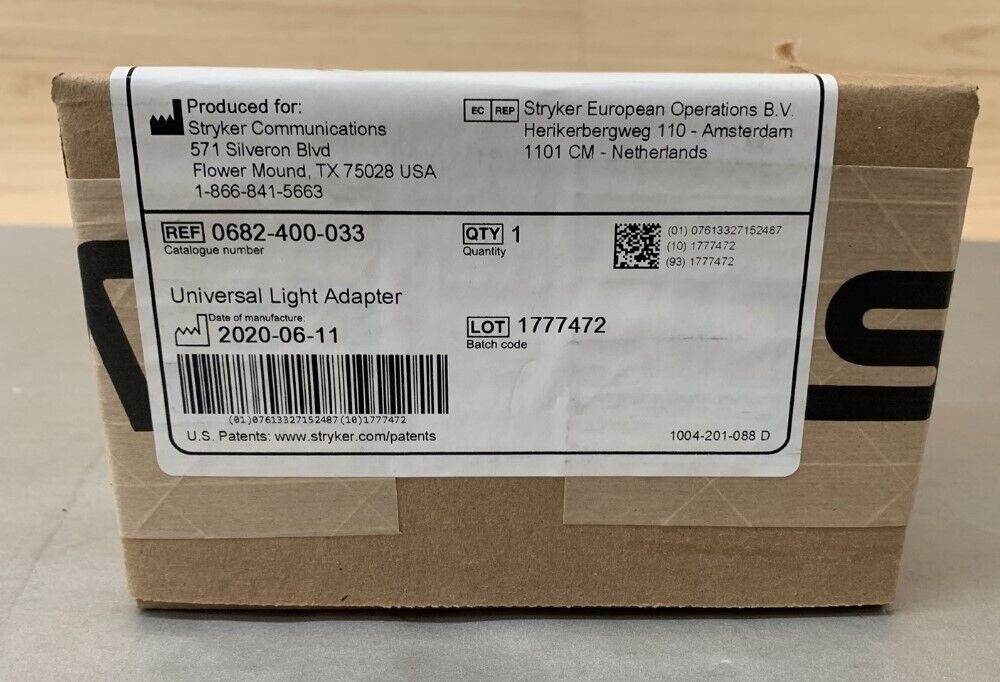 Produced for:
Stryker Communications
571 Silveron Blvd
Flower Mound, TX 75028 USA
1-866-841-5663
EC REP Stryker European Operations B.V.
Herikerbergweg 110 - Amsterdam
1101 CM - Netherlands
REF 0682-400-033
Catalogue number
QTY 1
Quantity
(01) 07613327152487
(10) 1777472
(93) 1777472
Universal Light Adapter
Date of manufacture:
2020-06-11
LOT 1777472
Batch code
(01)07613327152487(10)1777472
U.S. Patents: www.stryker.com/patents
1004-201-088 D